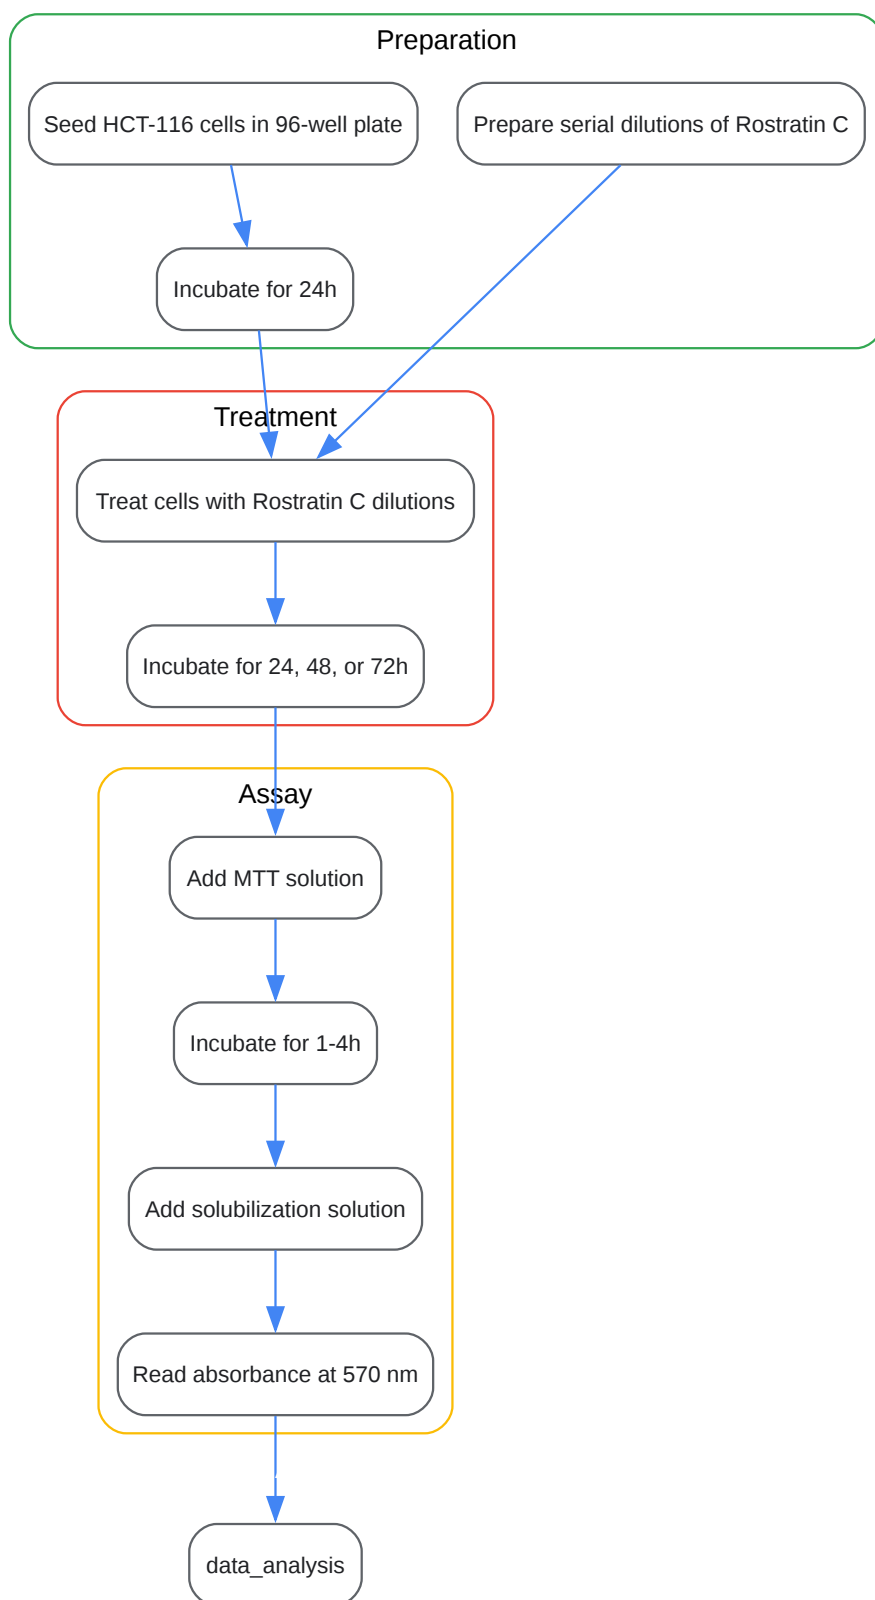 Preparation
Seed HCT-116 cells in 96-well plate
Prepare serial dilutions of Rostratin C
Incubate for 24h
Treatment
Treat cells with Rostratin C dilutions
Incubate for 24, 48, or 72h
Assay
Add MTT solution
Incubate for 1-4h
Add solubilization solution
Read absorbance at 570 nm
data_analysis